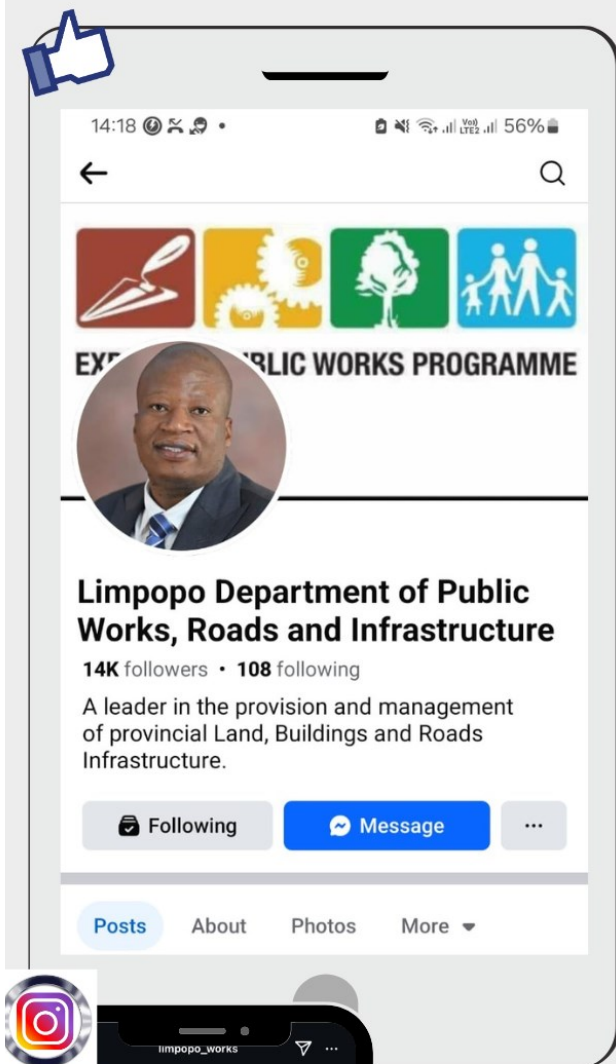 14:18
Vo))
LTE2
56%
EX
BLIC WORKS PROGRAMME
Limpopo Department of Public
Works, Roads and Infrastructure
14K followers • 108 following
A leader in the provision and management
of provincial Land, Buildings and Roads
Infrastructure.
Following
Message
...
Posts About Photos More
limpopo_works
...